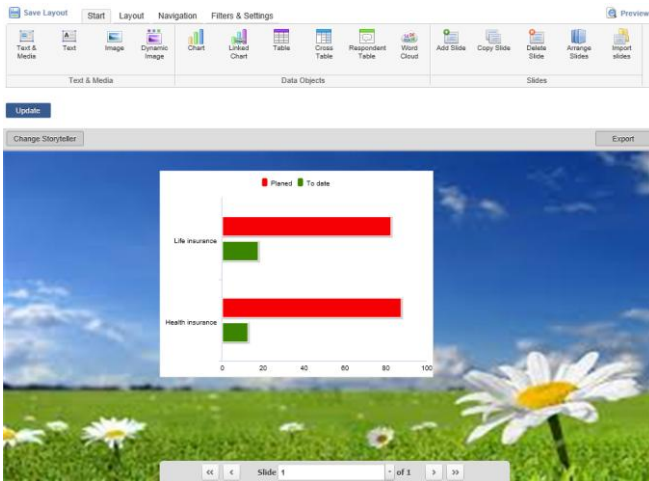 Save Layout Start Layout Navigation Filters & Settings Preview
Text & Media Text Image Dynamic Image Chart Linked Chart Table Cross Table Respondent Table Word Cloud Add Slide Copy Slide Delete Slide Arrange Slides Import slides
Text & Media Data Objects Slides
Update
Change Storyteller Export
Planed To date
Life insurance
Health insurance
0 20 40 60 80 100
<< < Slide 1 of 1 > >>